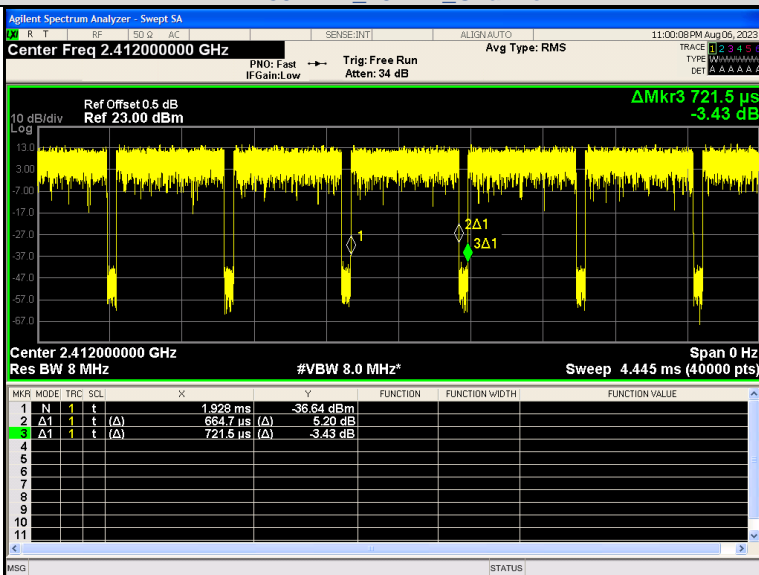 Agilent Spectrum Analyzer - Swept SA
LXI R T RF 50 Ω AC SENSE:INT ALIGN AUTO 11:00:08 PM Aug 06, 2023
Center Freq 2.412000000 GHz
Avg Type: RMS
TRACE 1 2 3 4 5 6
PNO: Fast Trig: Free Run
TYPE W
IFGain:Low Atten: 34 dB
DET A A A A A A
ΔMkr3 721.5 µs
Ref Offset 0.5 dB
-3.43 dB
10 dB/div Ref 23.00 dBm
Log
13.0
3.00
-7.00
-17.0
-27.0
-37.0
-47.0
-57.0
-67.0
1
2Δ1
3Δ1
Center 2.412000000 GHz Span 0 Hz
Res BW 8 MHz #VBW 8.0 MHz* Sweep 4.445 ms (40000 pts)
MKR MODE TRC SCL X Y FUNCTION FUNCTION WIDTH FUNCTION VALUE
1 N 1 t 1.928 ms -36.64 dBm
2 Δ1 1 t (Δ) 664.7 µs (Δ) 5.20 dB
3 Δ1 1 t (Δ) 721.5 µs (Δ) -3.43 dB
4
5
6
7
8
9
10
11
MSG STATUS